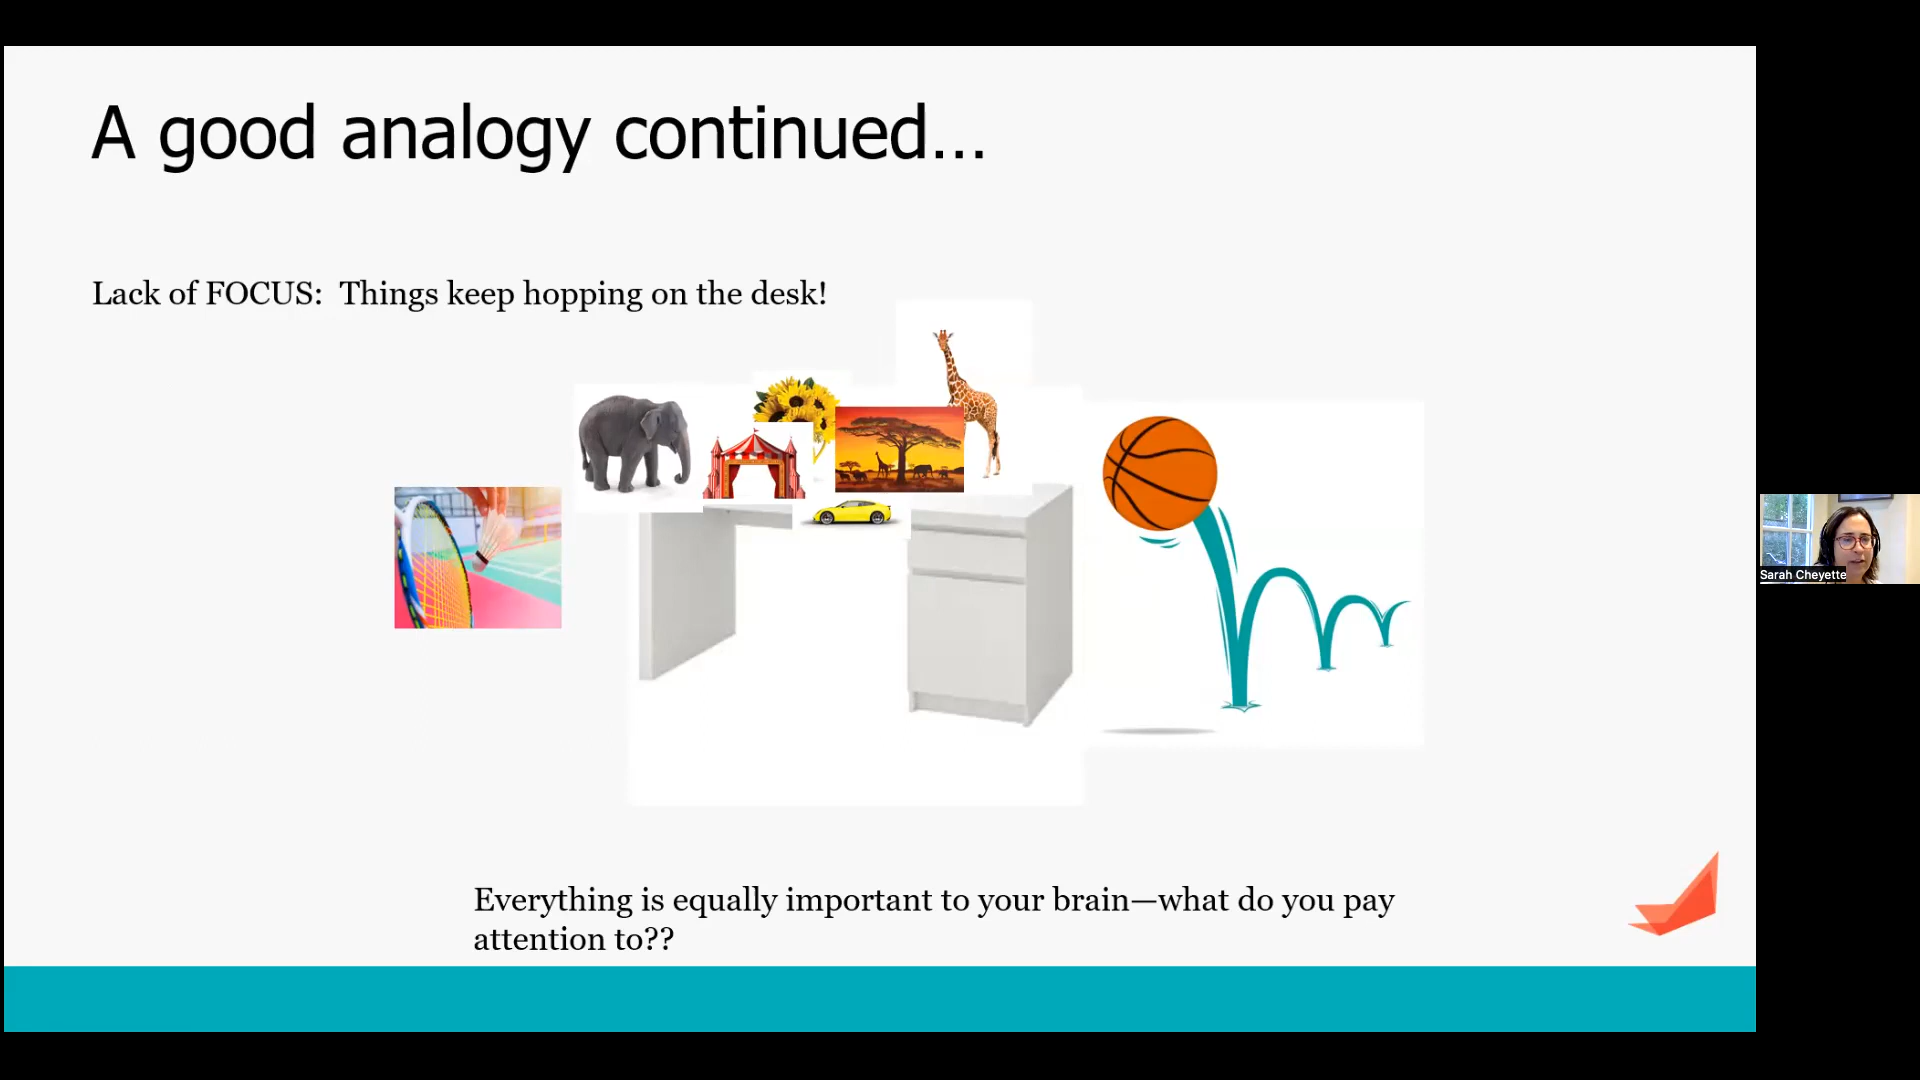 A good analogy continued...
Lack of FOCUS:  Things keep hopping on the desk!
Everything is equally important to your brain—what do you pay
attention to??
Sarah Cheyette